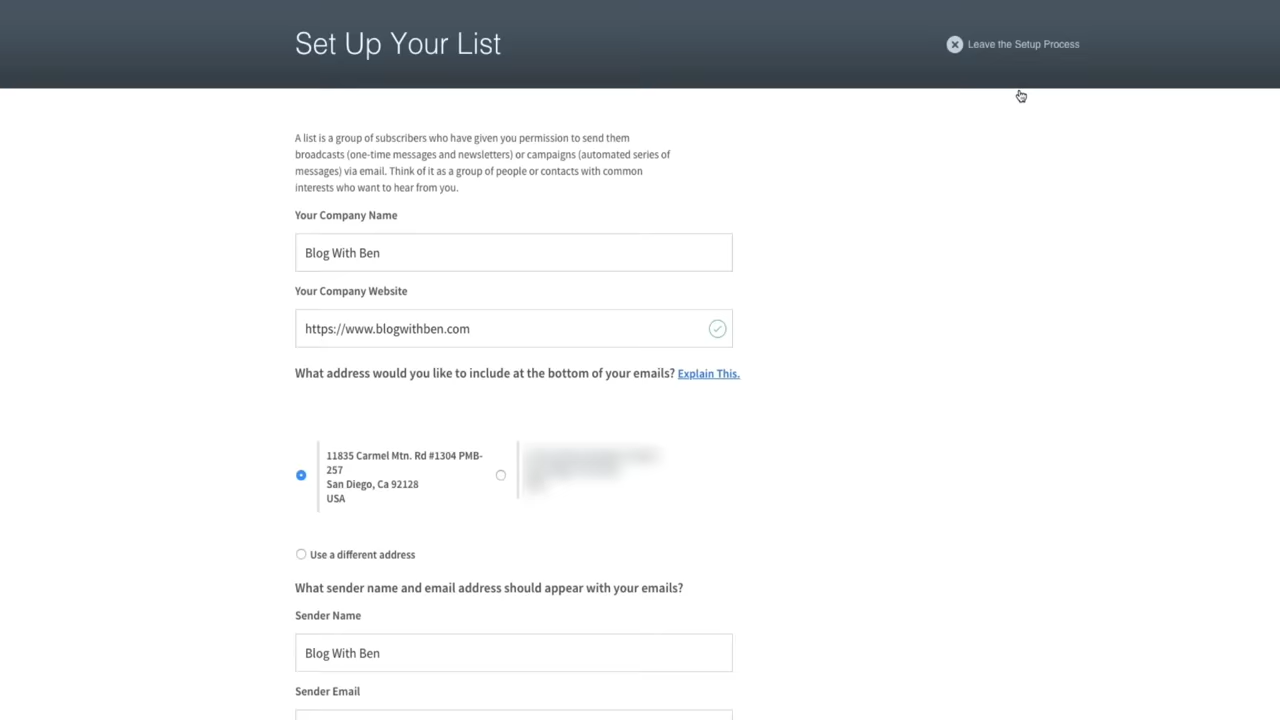 Set Up Your List
Leave the Setup Process
A list is a group of subscribers who have given you permission to send them
broadcasts (one-time messages and newsletters) or campaigns (automated series of
messages) via email. Think of it as a group of people or contacts with common
interests who want to hear from you.
Your Company Name
Blog With Ben
Your Company Website
https://www.blogwithben.com
What address would you like to include at the bottom of your emails? Explain This.
11835 Carmel Mtn. Rd #1304 PMB-
257
San Diego, Ca 92128
USA
Use a different address
What sender name and email address should appear with your emails?
Sender Name
Blog With Ben
Sender Email